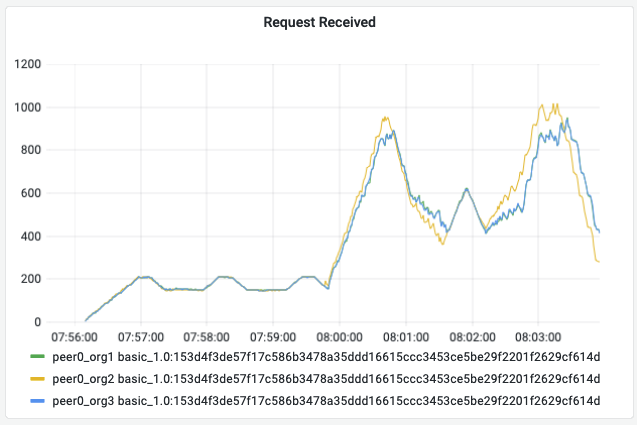 Request Received
1200
1000
800
600
400
200
0
07:56:00 07:57:00 07:58:00 07:59:00 08:00:00 08:01:00 08:02:00 08:03:00
peer0_org1 basic_1.0:153d4f3de57f17c586b3478a35ddd16615ccc3453ce5be29f2201f2629cf614d
peer0_org2 basic_1.0:153d4f3de57f17c586b3478a35ddd16615ccc3453ce5be29f2201f2629cf614d
peer0_org3 basic_1.0:153d4f3de57f17c586b3478a35ddd16615ccc3453ce5be29f2201f2629cf614d